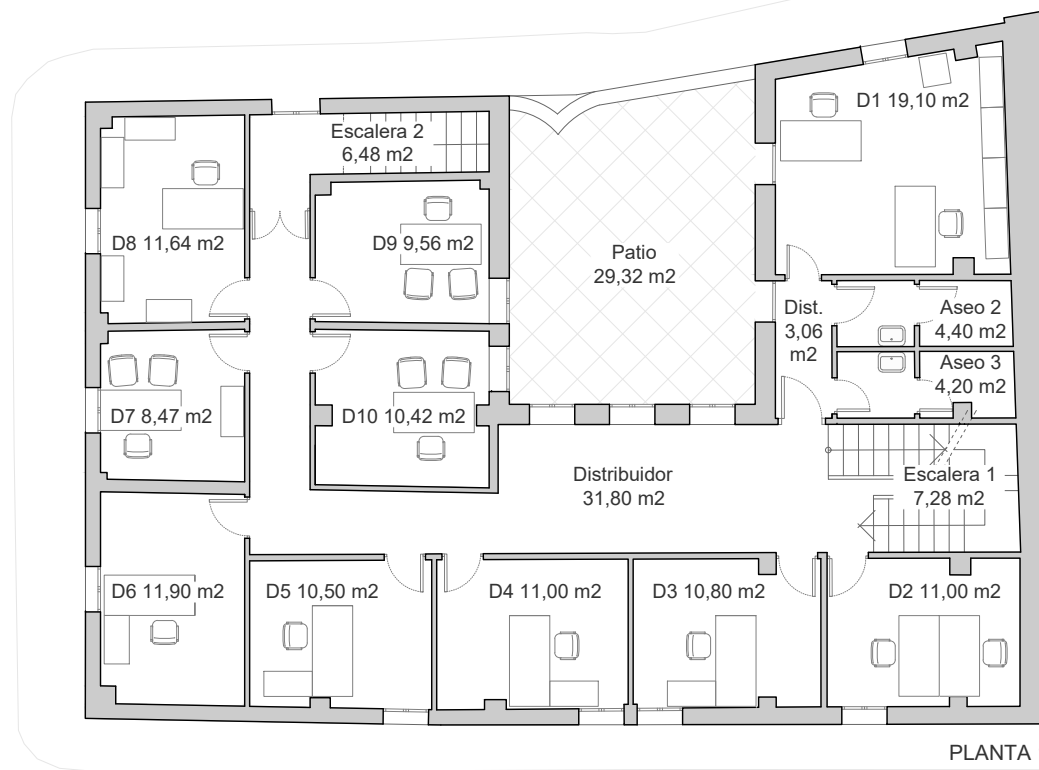 D1 19,10 m2
Escalera 2
6,48 m2
D8 11,64 m2
D9 9,56 m2
Patio
29,32 m2
Dist.
3,06
m2
Aseo 2
4,40 m2
Aseo 3
4,20 m2
D7 8,47 m2
D10 10,42 m2
Distribuidor
31,80 m2
Escalera 1
7,28 m2
D6 11,90 m2
D5 10,50 m2
D4 11,00 m2
D3 10,80 m2
D2 11,00 m2
PLANTA